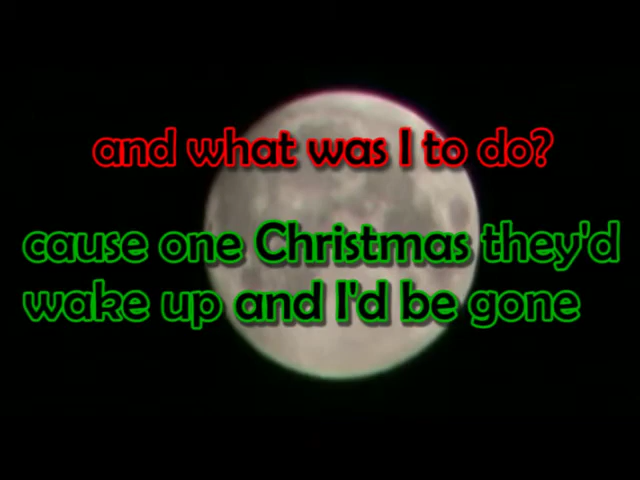 and what was I to do?
cause one Christmas they'd
wake up and I'd be gone